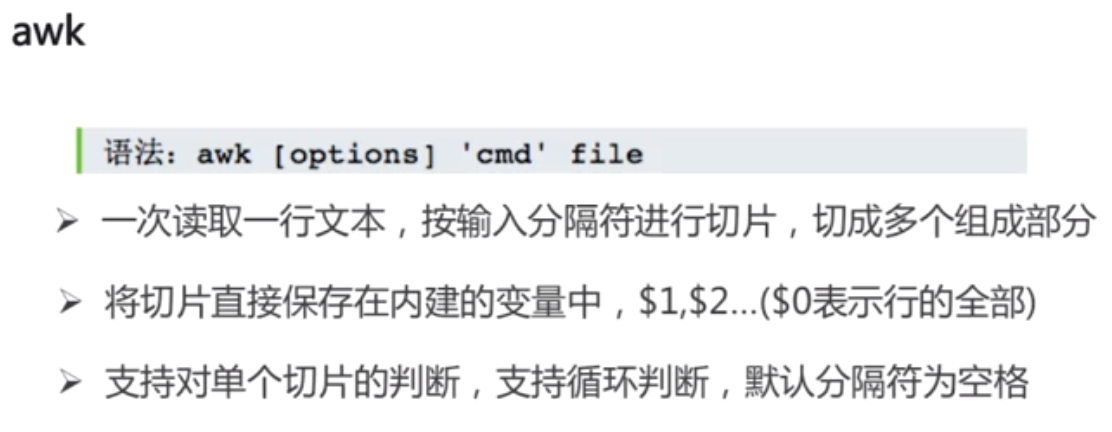 awk
语法：awk [options] 'cmd' file
➢ 一次读取一行文本，按输入分隔符进行切片，切成多个组成部分
➢ 将切片直接保存在内建的变量中，$1,$2...($0表示行的全部)
➢ 支持对单个切片的判断，支持循环判断，默认分隔符为空格